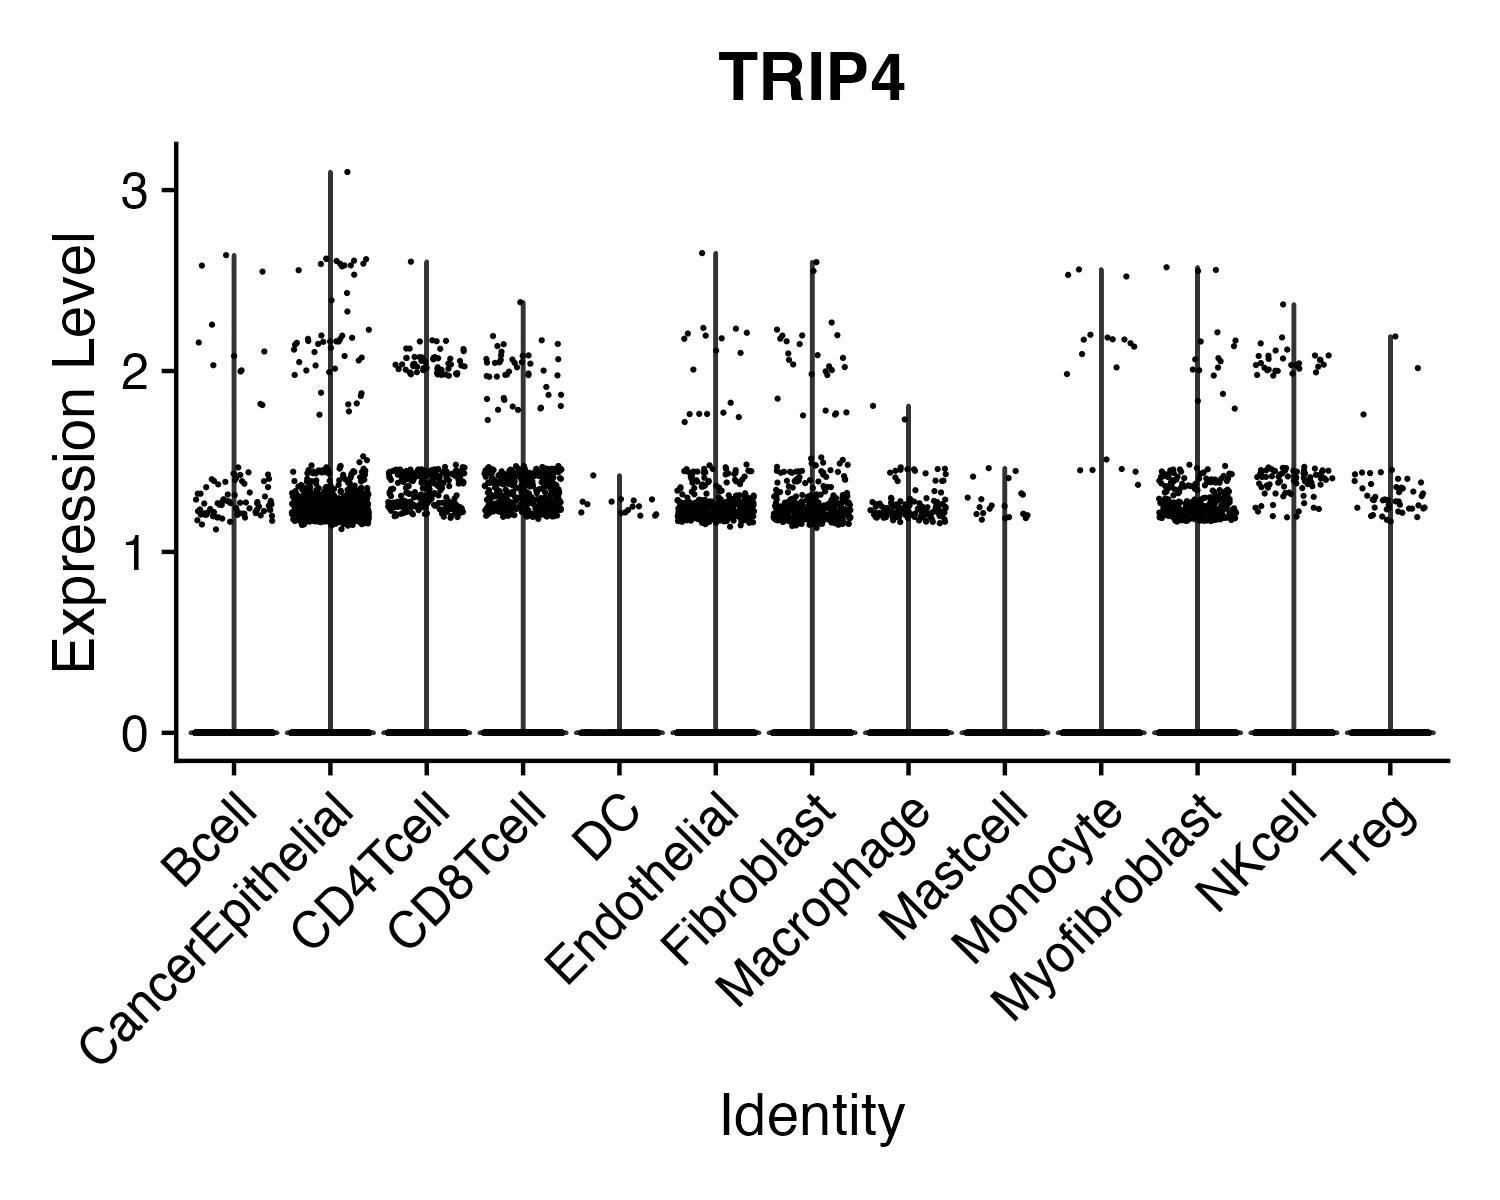 TRIP4
Expression Level
3
2
1
0
Bcell
CancerEpithelial
CD4Tcell
CD8Tcell
DC
Endothelial
Fibroblast
Macrophage
Mastcell
Monocyte
Myofibroblast
NKcell
Treg
Identity